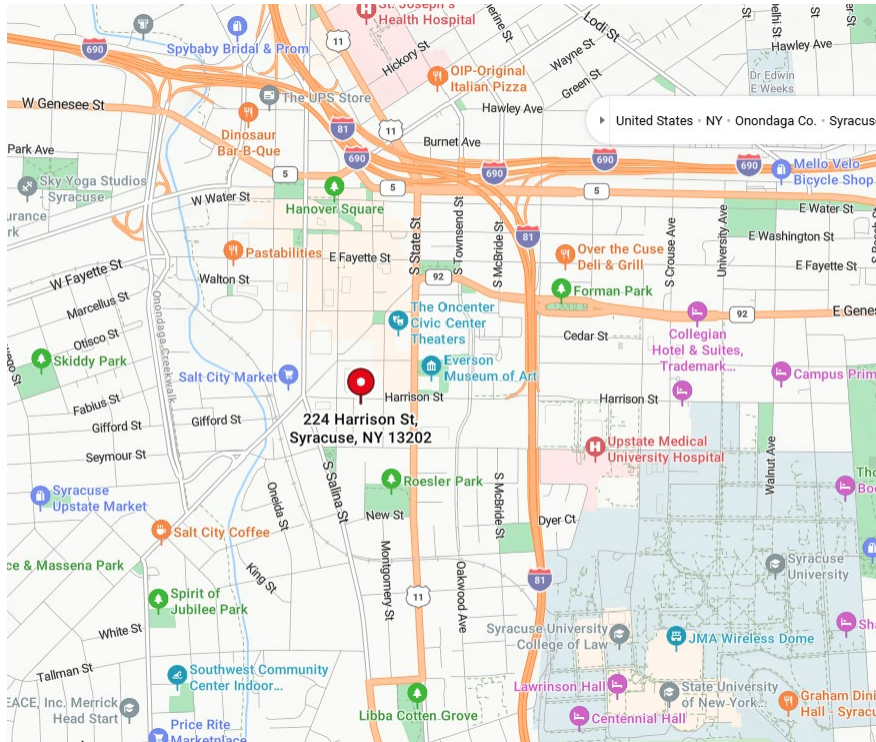 St. Joseph's
Health Hospital
Lodi St
Hawley Ave
690
Spybaby Bridal & Prom
11
Hickory St
Wayne St
OIP-Original
Italian Pizza
Green St
Dr Edwin
E Weeks
W Genesee St
The UPS Store
Hawley Ave
United States • NY • Onondaga Co. • Syracuse
Dinosaur
Bar-B-Que
81
11
Burnet Ave
Park Ave
690
690
690
690
Mello Velo
Bicycle Shop
Sky Yoga Studios
Syracuse
5
5
5
W Water St
Hanover Square
E Water St
S State St
S Townsend St
S McBride St
81
S Crouse Ave
University Ave
E Washington St
Pastabilities
E Fayette St
Over the Cuse
Deli & Grill
E Fayette St
W Fayette St
Walton St
92
Forman Park
Marcellus St
Onondaga Creekwalk
The Oncenter
Civic Center
Theaters
92
E Genes
Otisco St
Cedar St
Collegian
Hotel & Suites,
Trademark...
Skiddy Park
Salt City Market
Everson
Museum of Art
Campus Prim
Harrison St
Harrison St
Fabius St
224 Harrison St,
Syracuse, NY 13202
Gifford St
Gifford St
Upstate Medical
University Hospital
Walnut Ave
Seymour St
S Salina St
Roesler Park
S McBride St
Syracuse
Upstate Market
Oneida St
New St
Dyer Ct
Salt City Coffee
Montgomery St
Oakwood Ave
ce & Massena Park
King St
81
Syracuse
University
Spirit of
Jubilee Park
11
White St
Syracuse University
College of Law
JMA Wireless Dome
Tallman St
Southwest Community
Center Indoor...
Lawrinson Hall
State University
of New York...
EACE, Inc. Merrick
Head Start
Libba Cotten Grove
Centennial Hall
Graham Dini
Hall - Syracu
Price Rite
Marketplace